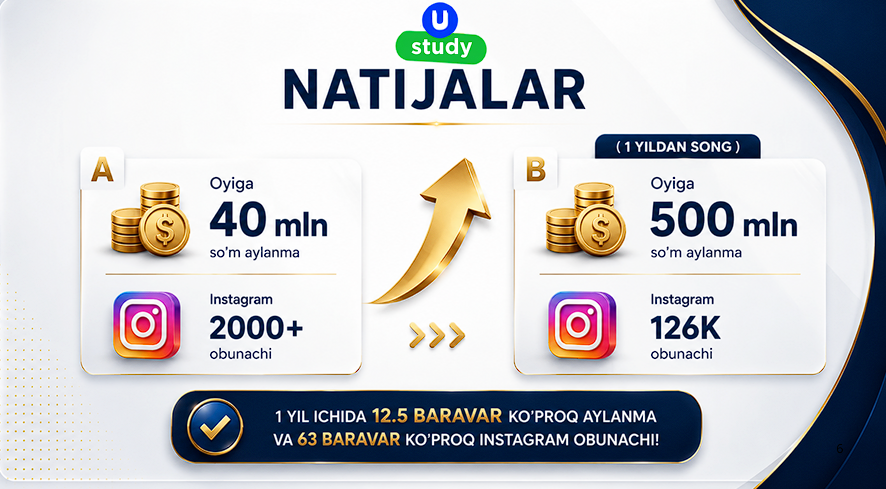 U
study
NATIJALAR
A
Oyiga
40 mln
so'm aylanma
Instagram
2000+
obunachi
( 1 YILDAN SONG )
B
Oyiga
500 mln
so'm aylanma
Instagram
126K
obunachi
1 YIL ICHIDA 12.5 BARAVAR KO'PROQ AYLANMA
VA 63 BARAVAR KO'PROQ INSTAGRAM OBUNACHI!